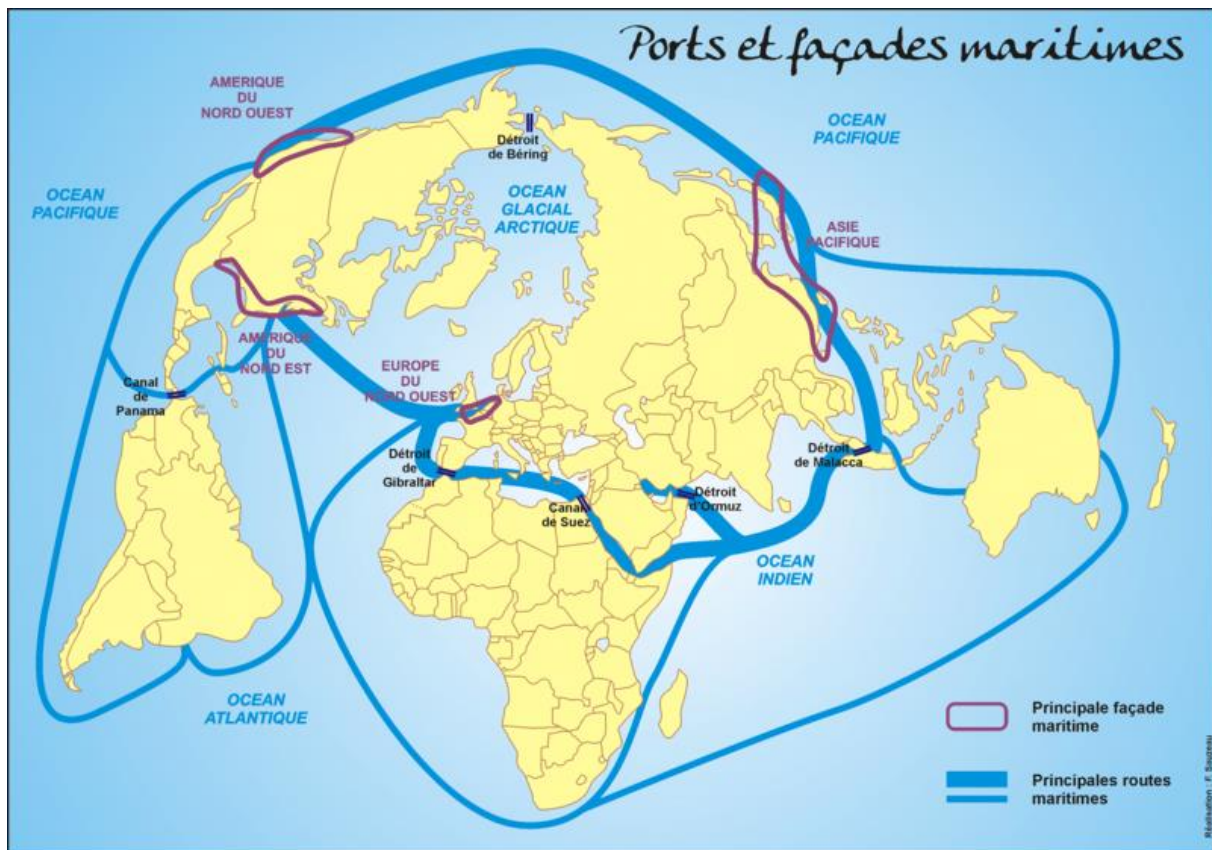 Ports et façades maritimes
AMERIQUE
DU
NORD OUEST
OCEAN
PACIFIQUE
Détroit
de Béring
OCEAN
PACIFIQUE
OCEAN
GLACIAL
ARCTIQUE
ASIE
PACIFIQUE
AMERIQUE
DU
NORD EST
EUROPE
DU
NORD OUEST
Canal
de
Panama
Détroit
de Malacca
Détroit
de
Gibraltar
Détroit
d'Ormuz
Canal
de Suez
OCEAN
INDIEN
OCEAN
ATLANTIQUE
Principale façade
maritime
Principales routes
maritimes
Réalisation : F. Sauzeau